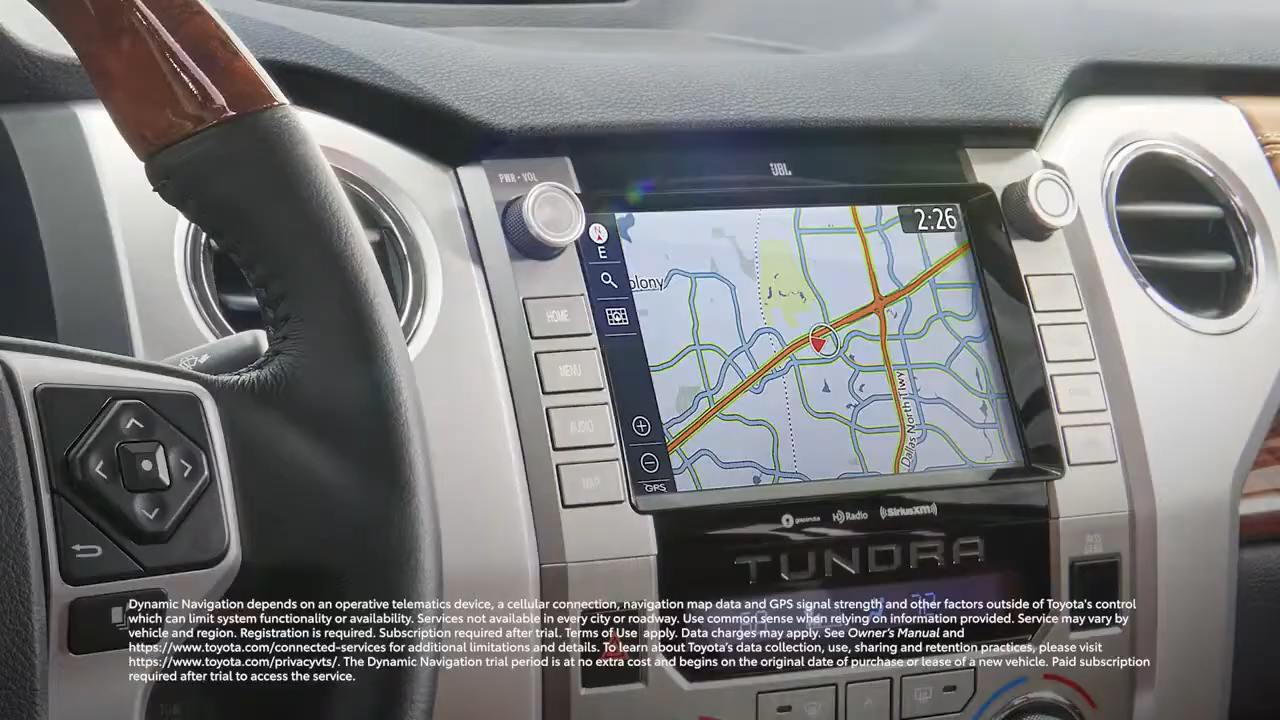 JBL
PWR•VOL
2:26
N
E
olony
HOME
MENU
AUDIO
MAP
Dallas North Tlwy
GPS
HD Radio
SiriusXM
TUNDRA
Dynamic Navigation depends on an operative telematics device, a cellular connection, navigation map data and GPS signal strength and other factors outside of Toyota's control
which can limit system functionality or availability. Services not available in every city or roadway. Use common sense when relying on information provided. Service may vary by
vehicle and region. Registration is required. Subscription required after trial. Terms of Use apply. Data charges may apply. See Owner's Manual and
https://www.toyota.com/connected-services for additional limitations and details. To learn about Toyota's data collection, use, sharing and retention practices, please visit
https://www.toyota.com/privacyvts/. The Dynamic Navigation trial period is at no extra cost and begins on the original date of purchase or lease of a new vehicle. Paid subscription
required after trial to access the service.